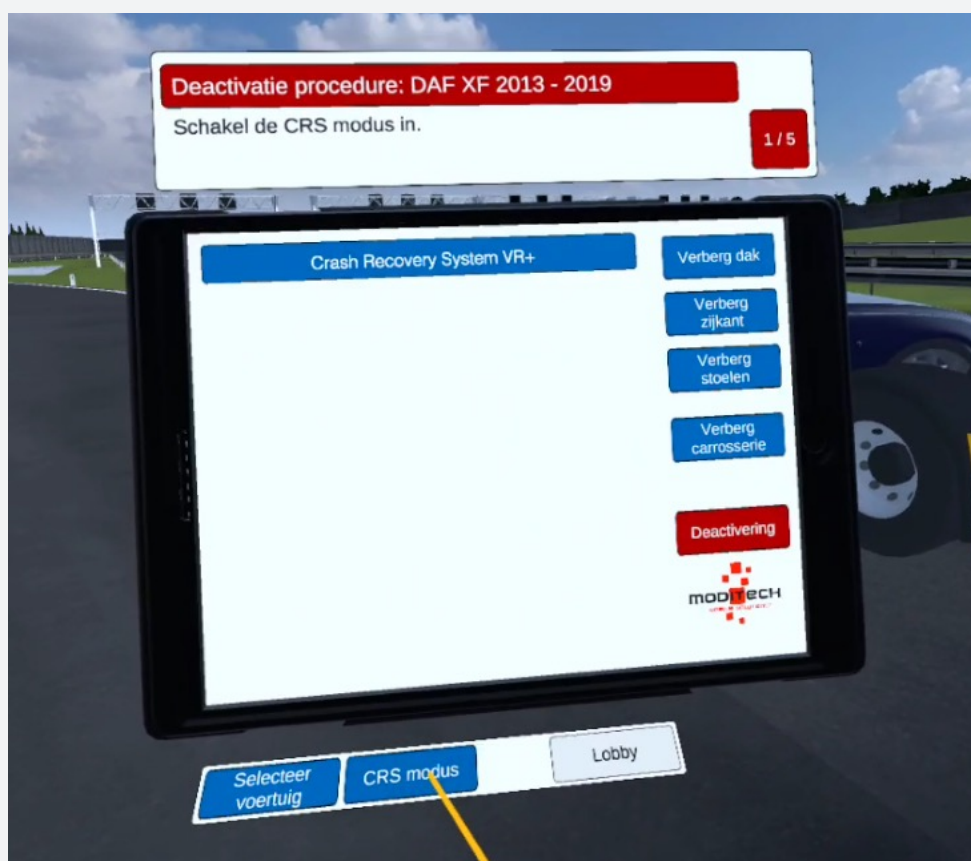 Deactivatie procedure: DAF XF 2013 - 2019
Schakel de CRS modus in.
1 / 5
Crash Recovery System VR+
Verberg dak
Verberg
zijkant
Verberg
stoelen
Verberg
carrosserie
Deactivering
MODITECH
Selecteer
voertuig
CRS modus
Lobby